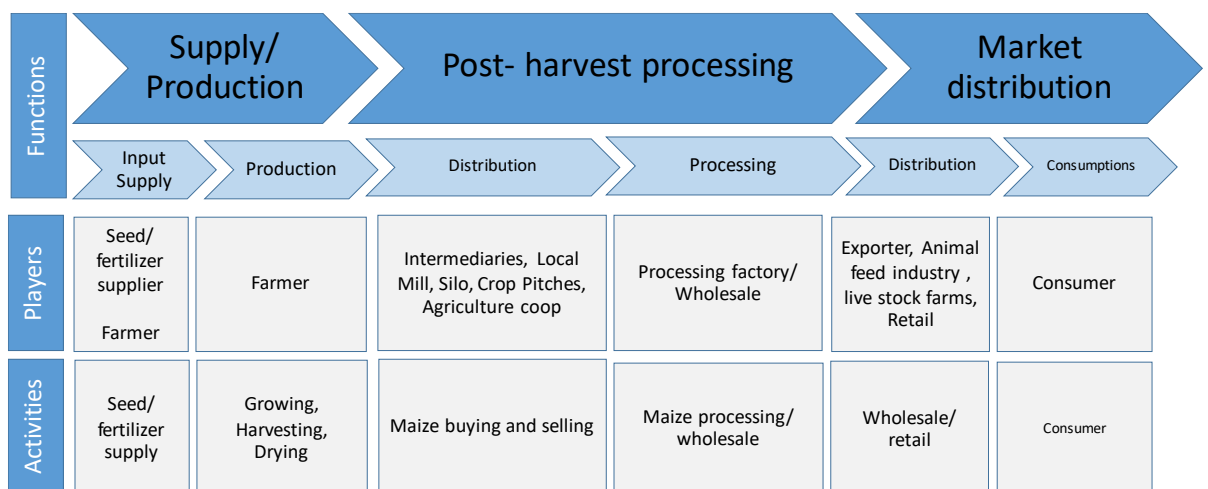 Functions
Supply/
Production
Post- harvest processing
Market
distribution
Input
Supply
Production
Distribution
Processing
Distribution
Consumptions
Players
Seed/
fertilizer
supplier
Farmer
Farmer
Intermediaries, Local
Mill, Silo, Crop Pitches,
Agriculture coop
Processing factory/
Wholesale
Exporter, Animal
feed industry ,
live stock farms,
Retail
Consumer
Activities
Seed/
fertilizer
supply
Growing,
Harvesting,
Drying
Maize buying and selling
Maize processing/
wholesale
Wholesale/
retail
Consumer